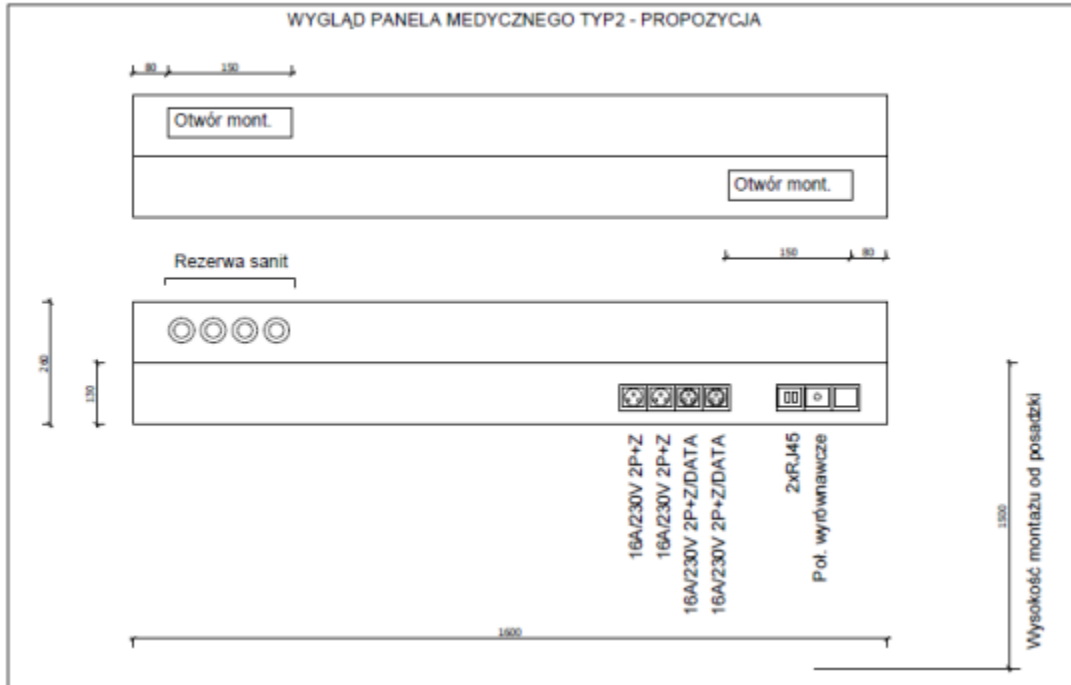 WYGLĄD PANELA MEDYCZNEGO TYP2 - PROPOZYCJA
80
150
Otwór mont.
Otwór mont.
150
80
Rezerwa sanit
260
130
16A/230V 2P+Z
16A/230V 2P+Z
16A/230V 2P+Z/DATA
16A/230V 2P+Z/DATA
2xRJ45
Poł. wyrównawcze
1500
Wysokość montażu od posadzki
1600